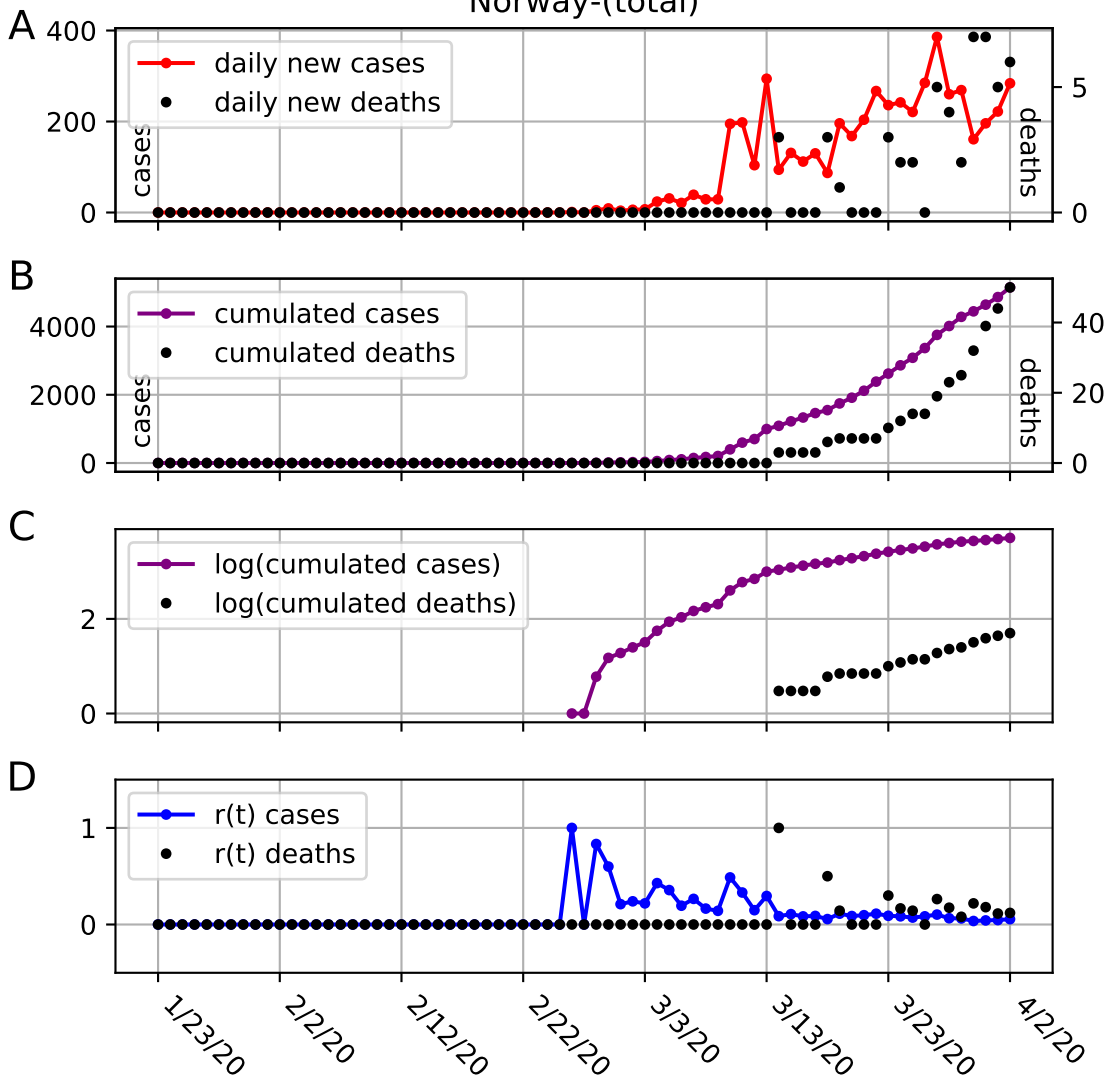 Norway-(total)
A
400
200
0
cases
daily new cases
daily new deaths
5
0
deaths
B
4000
2000
0
cases
cumulated cases
cumulated deaths
40
20
0
deaths
C
2
0
log(cumulated cases)
log(cumulated deaths)
D
1
0
r(t) cases
r(t) deaths
1/23/20
2/2/20
2/12/20
2/22/20
3/3/20
3/13/20
3/23/20
4/2/20